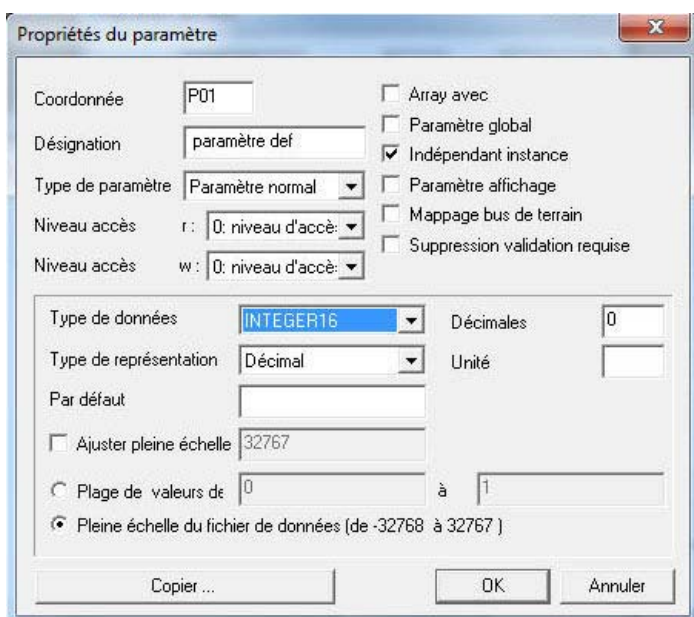 Propriétés du paramètre
Coordonnée P01
Désignation paramètre def
Type de paramètre Paramètre normal
Niveau accès r : 0: niveau d'accè:
Niveau accès w : 0: niveau d'accè:
Array avec
Paramètre global
Indépendant instance
Paramètre affichage
Mappage bus de terrain
Suppression validation requise
Type de données INTEGER16 Décimales 0
Type de représentation Décimal Unité
Par défaut
Ajuster pleine échelle 32767
Plage de valeurs de 0 à 1
Pleine échelle du fichier de données (de -32768 à 32767 )
Copier ... OK Annuler